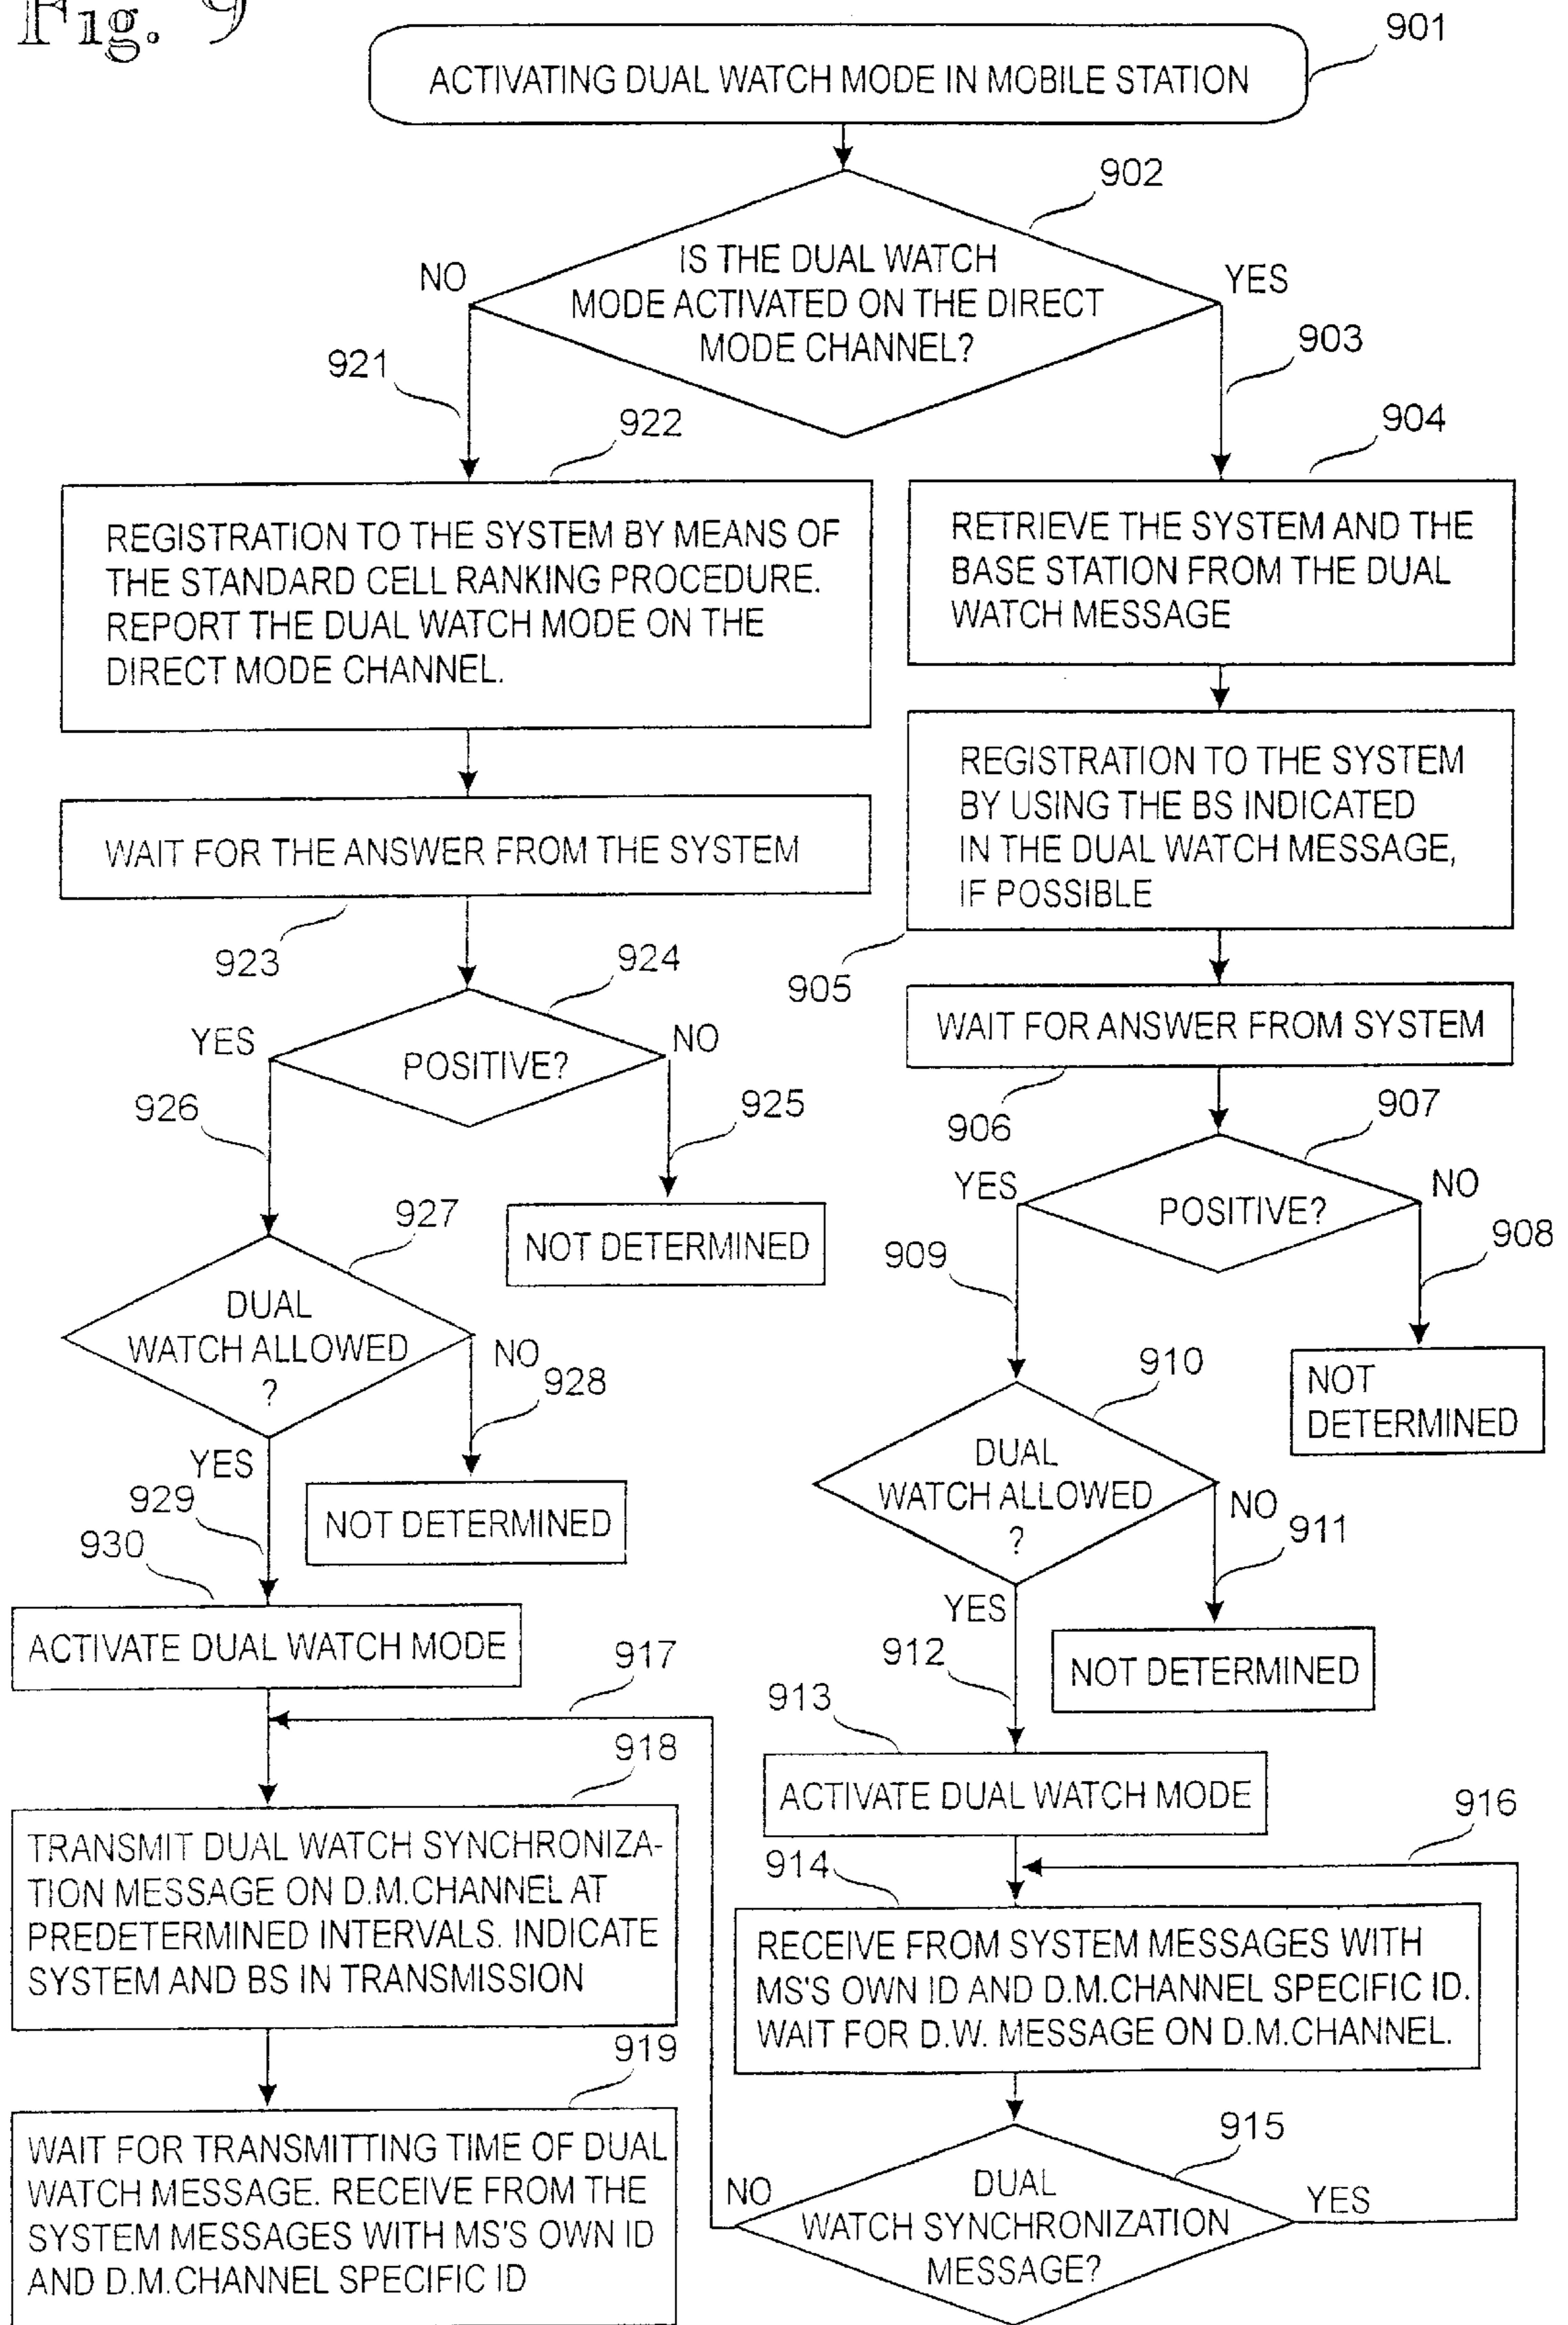 Fig. 9
901
ACTIVATING DUAL WATCH MODE IN MOBILE STATION
902
IS THE DUAL WATCH
MODE ACTIVATED ON THE DIRECT
MODE CHANNEL?
NO
YES
921
903
922
REGISTRATION TO THE SYSTEM BY MEANS OF
THE STANDARD CELL RANKING PROCEDURE.
REPORT THE DUAL WATCH MODE ON THE
DIRECT MODE CHANNEL.
904
RETRIEVE THE SYSTEM AND THE
BASE STATION FROM THE DUAL
WATCH MESSAGE
REGISTRATION TO THE SYSTEM
BY USING THE BS INDICATED
IN THE DUAL WATCH MESSAGE,
IF POSSIBLE
905
WAIT FOR THE ANSWER FROM THE SYSTEM
923
924
YES
POSITIVE?
NO
926
925
NOT DETERMINED
WAIT FOR ANSWER FROM SYSTEM
906
907
YES
POSITIVE?
NO
909
908
NOT
DETERMINED
927
DUAL
WATCH ALLOWED
?
NO
928
YES
NOT DETERMINED
929
930
ACTIVATE DUAL WATCH MODE
910
DUAL
WATCH ALLOWED
?
NO
911
YES
NOT DETERMINED
912
913
ACTIVATE DUAL WATCH MODE
917
918
TRANSMIT DUAL WATCH SYNCHRONIZA-
TION MESSAGE ON D.M.CHANNEL AT
PREDETERMINED INTERVALS. INDICATE
SYSTEM AND BS IN TRANSMISSION
916
914
RECEIVE FROM SYSTEM MESSAGES WITH
MS'S OWN ID AND D.M.CHANNEL SPECIFIC ID.
WAIT FOR D.W. MESSAGE ON D.M.CHANNEL.
919
WAIT FOR TRANSMITTING TIME OF DUAL
WATCH MESSAGE. RECEIVE FROM THE
SYSTEM MESSAGES WITH MS'S OWN ID
AND D.M.CHANNEL SPECIFIC ID
915
NO
DUAL
WATCH SYNCHRONIZATION
MESSAGE?
YES